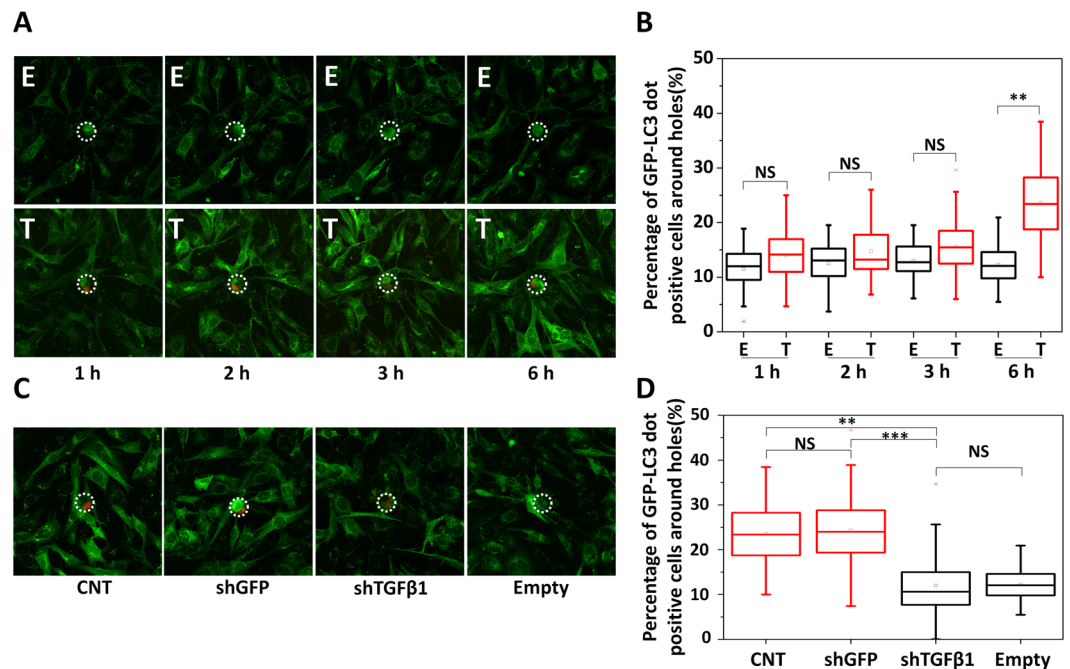 A
E E E E
T T T T
1 h 2 h 3 h 6 h
B
Percentage of GFP-LC3 dot
positive cells around holes(%)
50
40
30
20
10
0
NS NS NS **
E T E T E T E T
1 h 2 h 3 h 6 h
C
CNT shGFP shTGFβ1 Empty
D
Percentage of GFP-LC3 dot
positive cells around holes(%)
50
40
30
20
10
0
**
NS *** NS
CNT shGFP shTGFβ1 Empty